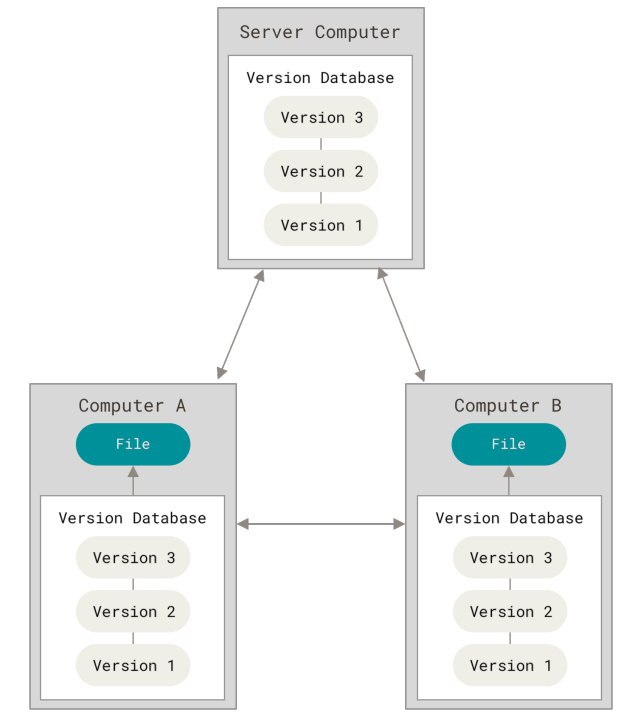 Server Computer
Version Database
Version 3
Version 2
Version 1
Computer A
File
Version Database
Version 3
Version 2
Version 1
Computer B
File
Version Database
Version 3
Version 2
Version 1